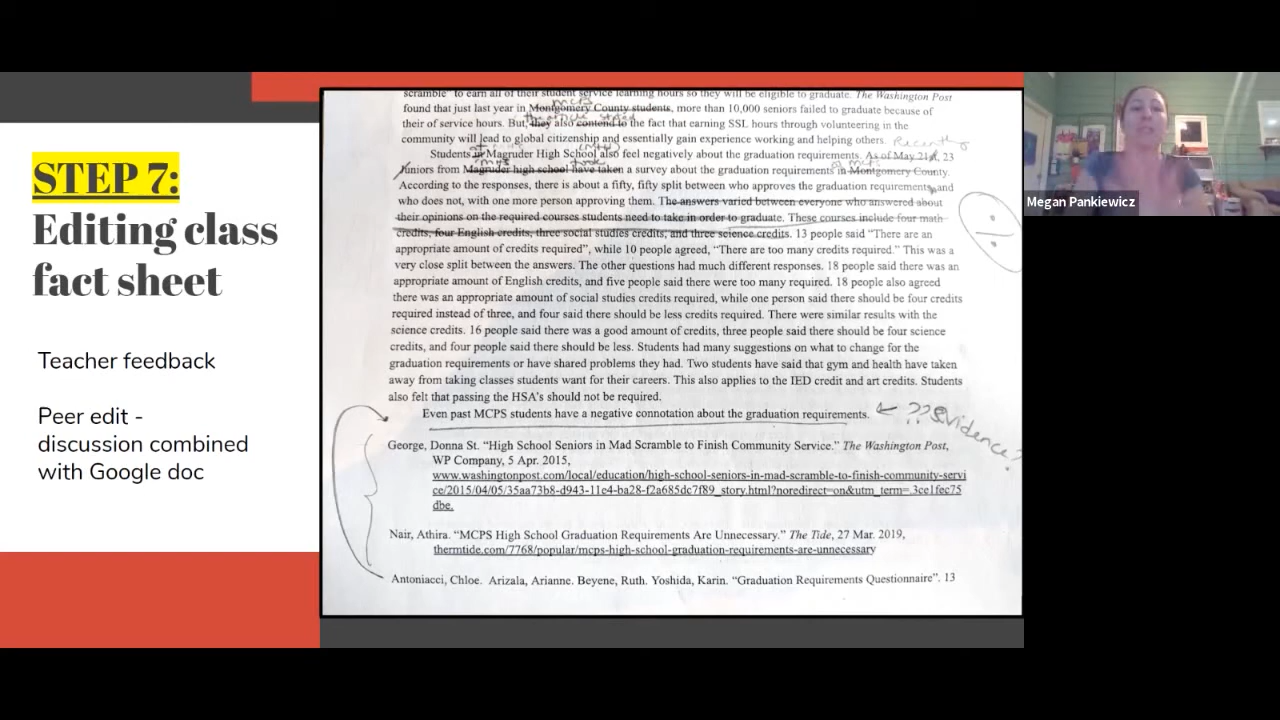 STEP 7:
Editing class
fact sheet
Teacher feedback
Peer edit -
discussion combined
with Google doc
scramble" to earn all of their student service learning hours so they will be eligible to graduate. The Washington Post
MCPS
found that just last year in Montgomery County students, more than 10,000 seniors failed to graduate because of
their of service hours. But, they also contend to the fact that earning SSL hours through volunteering in the
community will lead to global citizenship and essentially gain experience working and helping others. Recently
Students in Magruder High School also feel negatively about the graduation requirements. As of May 21st, 23
Juniors from Magruder high school have taken a survey about the graduation requirements in Montgomery County.
According to the responses, there is about a fifty, fifty split between who approves the graduation requirements, and
who does not, with one more person approving them. The answers varied between everyone who answered about
their opinions on the required courses students need to take in order to graduate. These courses include four math
credits, four English credits, three social studies credits, and three science credits. 13 people said "There are an
appropriate amount of credits required", while 10 people agreed, "There are too many credits required." This was a
very close split between the answers. The other questions had much different responses. 18 people said there was an
appropriate amount of English credits, and five people said there were too many required. 18 people also agreed
there was an appropriate amount of social studies credits required, while one person said there should be four credits
required instead of three, and four said there should be less credits required. There were similar results with the
science credits. 16 people said there was a good amount of credits, three people said there should be four science
credits, and four people said there should be less. Students had many suggestions on what to change for the
graduation requirements or have shared problems they had. Two students have said that gym and health have taken
away from taking classes students want for their careers. This also applies to the IED credit and art credits. Students
also felt that passing the HSA's should not be required.
Even past MCPS students have a negative connotation about the graduation requirements. ← ?? evidence?
George, Donna St. "High School Seniors in Mad Scramble to Finish Community Service." The Washington Post,
WP Company, 5 Apr. 2015,
www.washingtonpost.com/local/education/high-school-seniors-in-mad-scramble-to-finish-community-servi
ce/2015/04/05/35aa73b8-d943-11e4-ba28-f2a685dc7f89_story.html?noredirect=on&utm_term=.3ce1fec75
dbe.
Nair, Athira. "MCPS High School Graduation Requirements Are Unnecessary." The Tide, 27 Mar. 2019,
thermtide.com/7768/popular/mcps-high-school-graduation-requirements-are-unnecessary
Antoniacci, Chloe. Arizala, Arianne. Beyene, Ruth. Yoshida, Karin. "Graduation Requirements Questionnaire". 13
Megan Pankiewicz